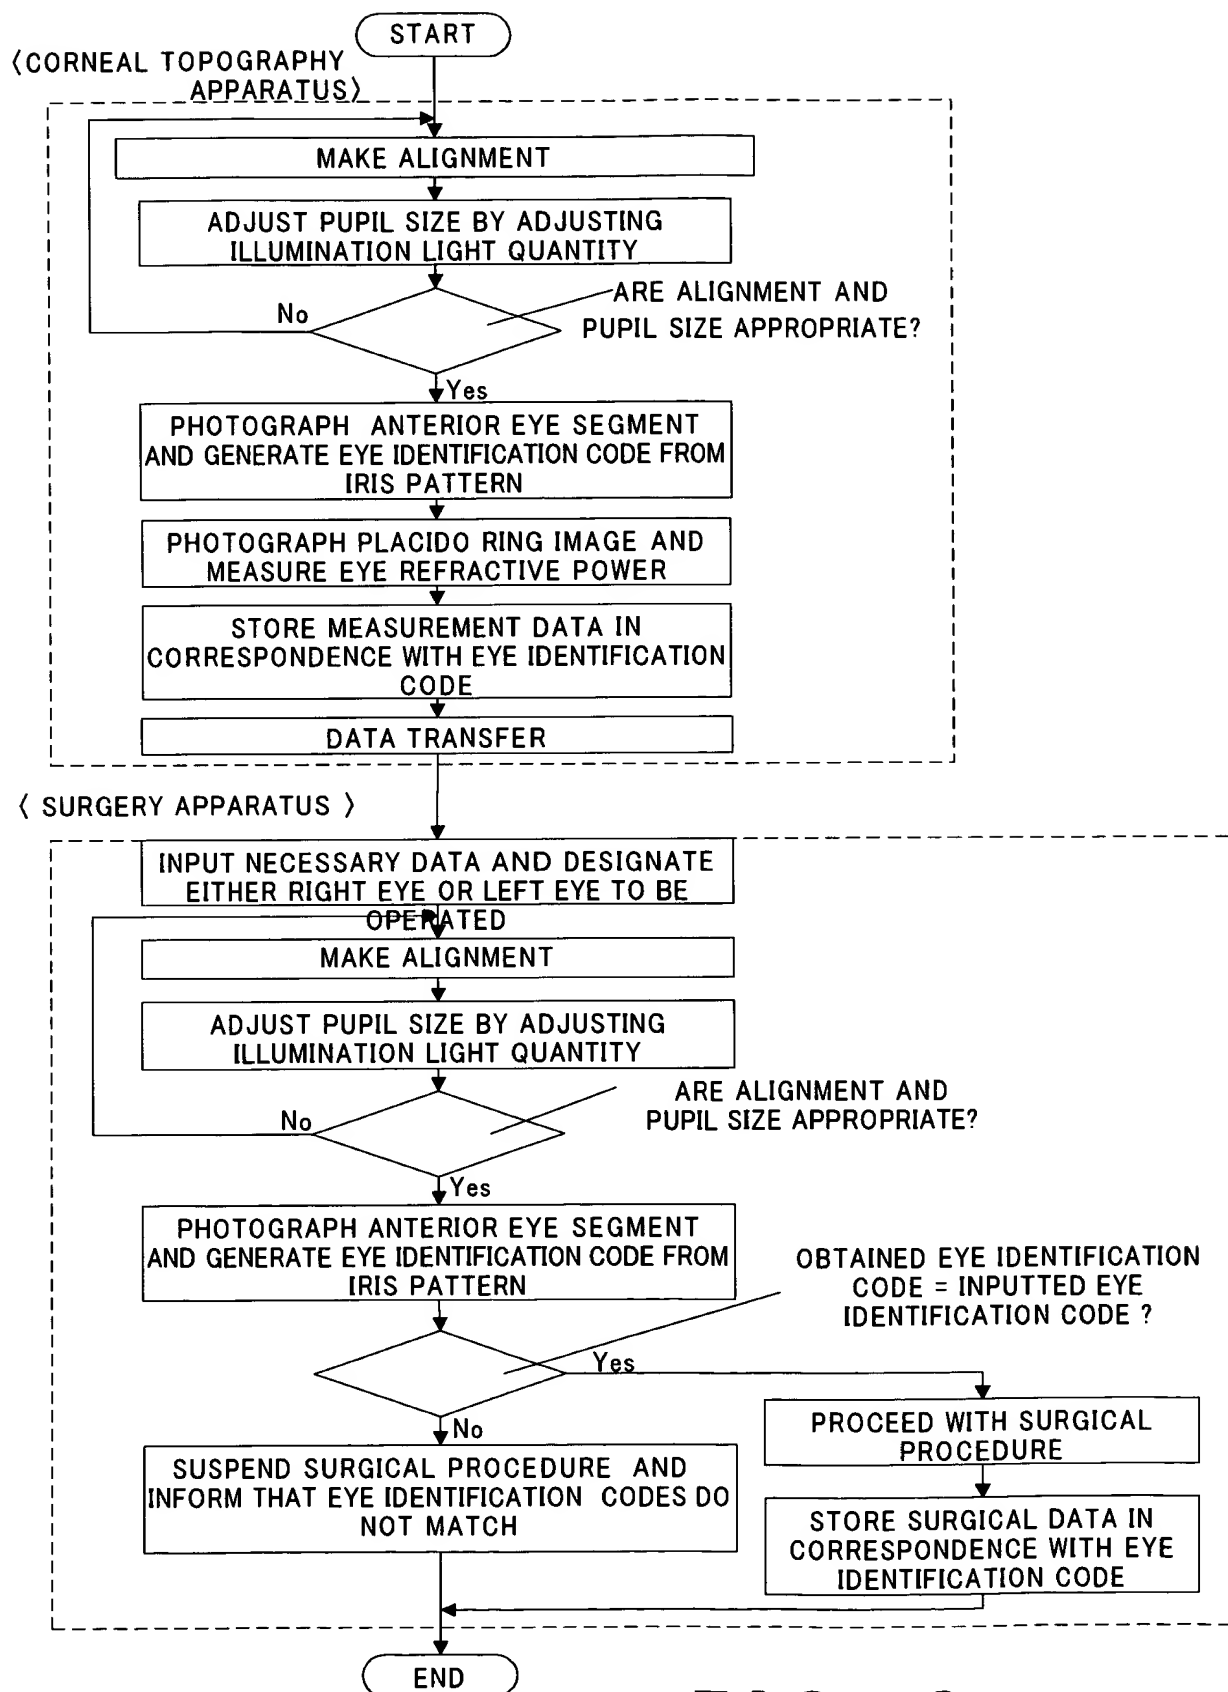 START
〈CORNEAL TOPOGRAPHY
APPARATUS〉
MAKE ALIGNMENT
ADJUST PUPIL SIZE BY ADJUSTING
ILLUMINATION LIGHT QUANTITY
No
ARE ALIGNMENT AND
PUPIL SIZE APPROPRIATE?
Yes
PHOTOGRAPH ANTERIOR EYE SEGMENT
AND GENERATE EYE IDENTIFICATION CODE FROM
IRIS PATTERN
PHOTOGRAPH PLACIDO RING IMAGE AND
MEASURE EYE REFRACTIVE POWER
STORE MEASUREMENT DATA IN
CORRESPONDENCE WITH EYE IDENTIFICATION
CODE
DATA TRANSFER
〈 SURGERY APPARATUS 〉
INPUT NECESSARY DATA AND DESIGNATE
EITHER RIGHT EYE OR LEFT EYE TO BE
OPERATED
MAKE ALIGNMENT
ADJUST PUPIL SIZE BY ADJUSTING
ILLUMINATION LIGHT QUANTITY
No
ARE ALIGNMENT AND
PUPIL SIZE APPROPRIATE?
Yes
PHOTOGRAPH ANTERIOR EYE SEGMENT
AND GENERATE EYE IDENTIFICATION CODE FROM
IRIS PATTERN
OBTAINED EYE IDENTIFICATION
CODE = INPUTTED EYE
IDENTIFICATION CODE ?
Yes
No
PROCEED WITH SURGICAL
PROCEDURE
SUSPEND SURGICAL PROCEDURE AND
INFORM THAT EYE IDENTIFICATION CODES DO
NOT MATCH
STORE SURGICAL DATA IN
CORRESPONDENCE WITH EYE
IDENTIFICATION CODE
END